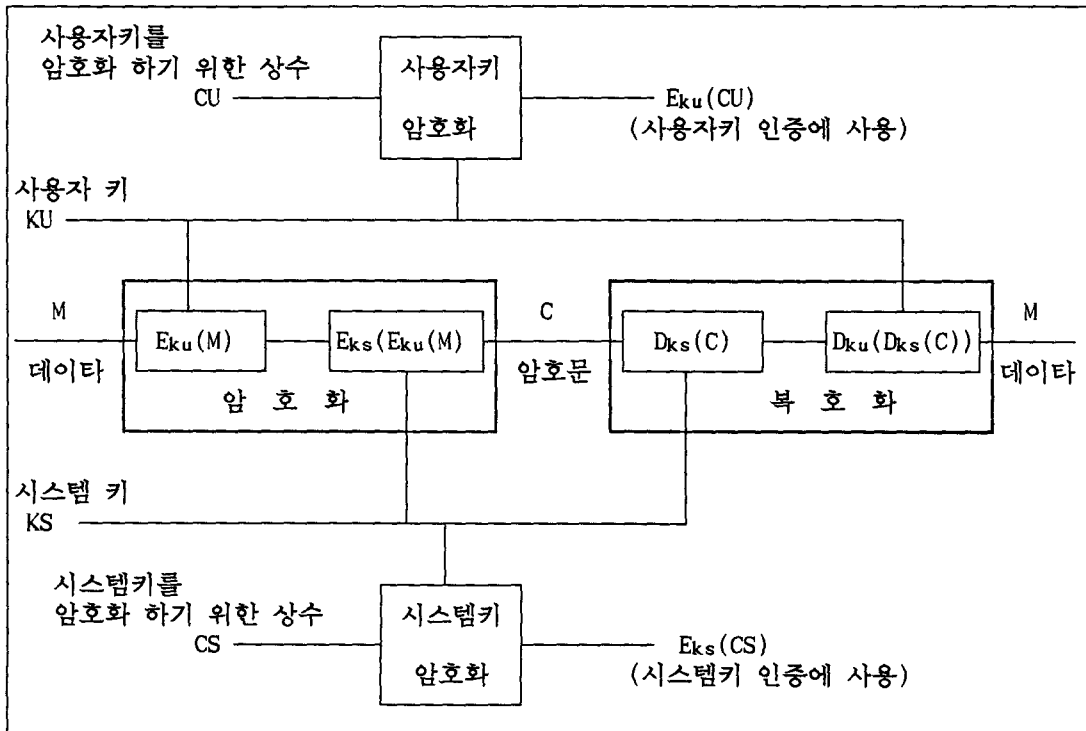 사용자키를
암호화 하기 위한 상수
CU
사용자키
암호화
Eku(CU)
(사용자키 인증에 사용)
사용자 키
KU
M
데이타
Eku(M)
Eks(Eku(M)
암 호 화
C
암호문
Dks(C)
Dku(Dks(C))
복 호 화
M
데이타
시스템 키
KS
시스템키를
암호화 하기 위한 상수
CS
시스템키
암호화
Eks(CS)
(시스템키 인증에 사용)